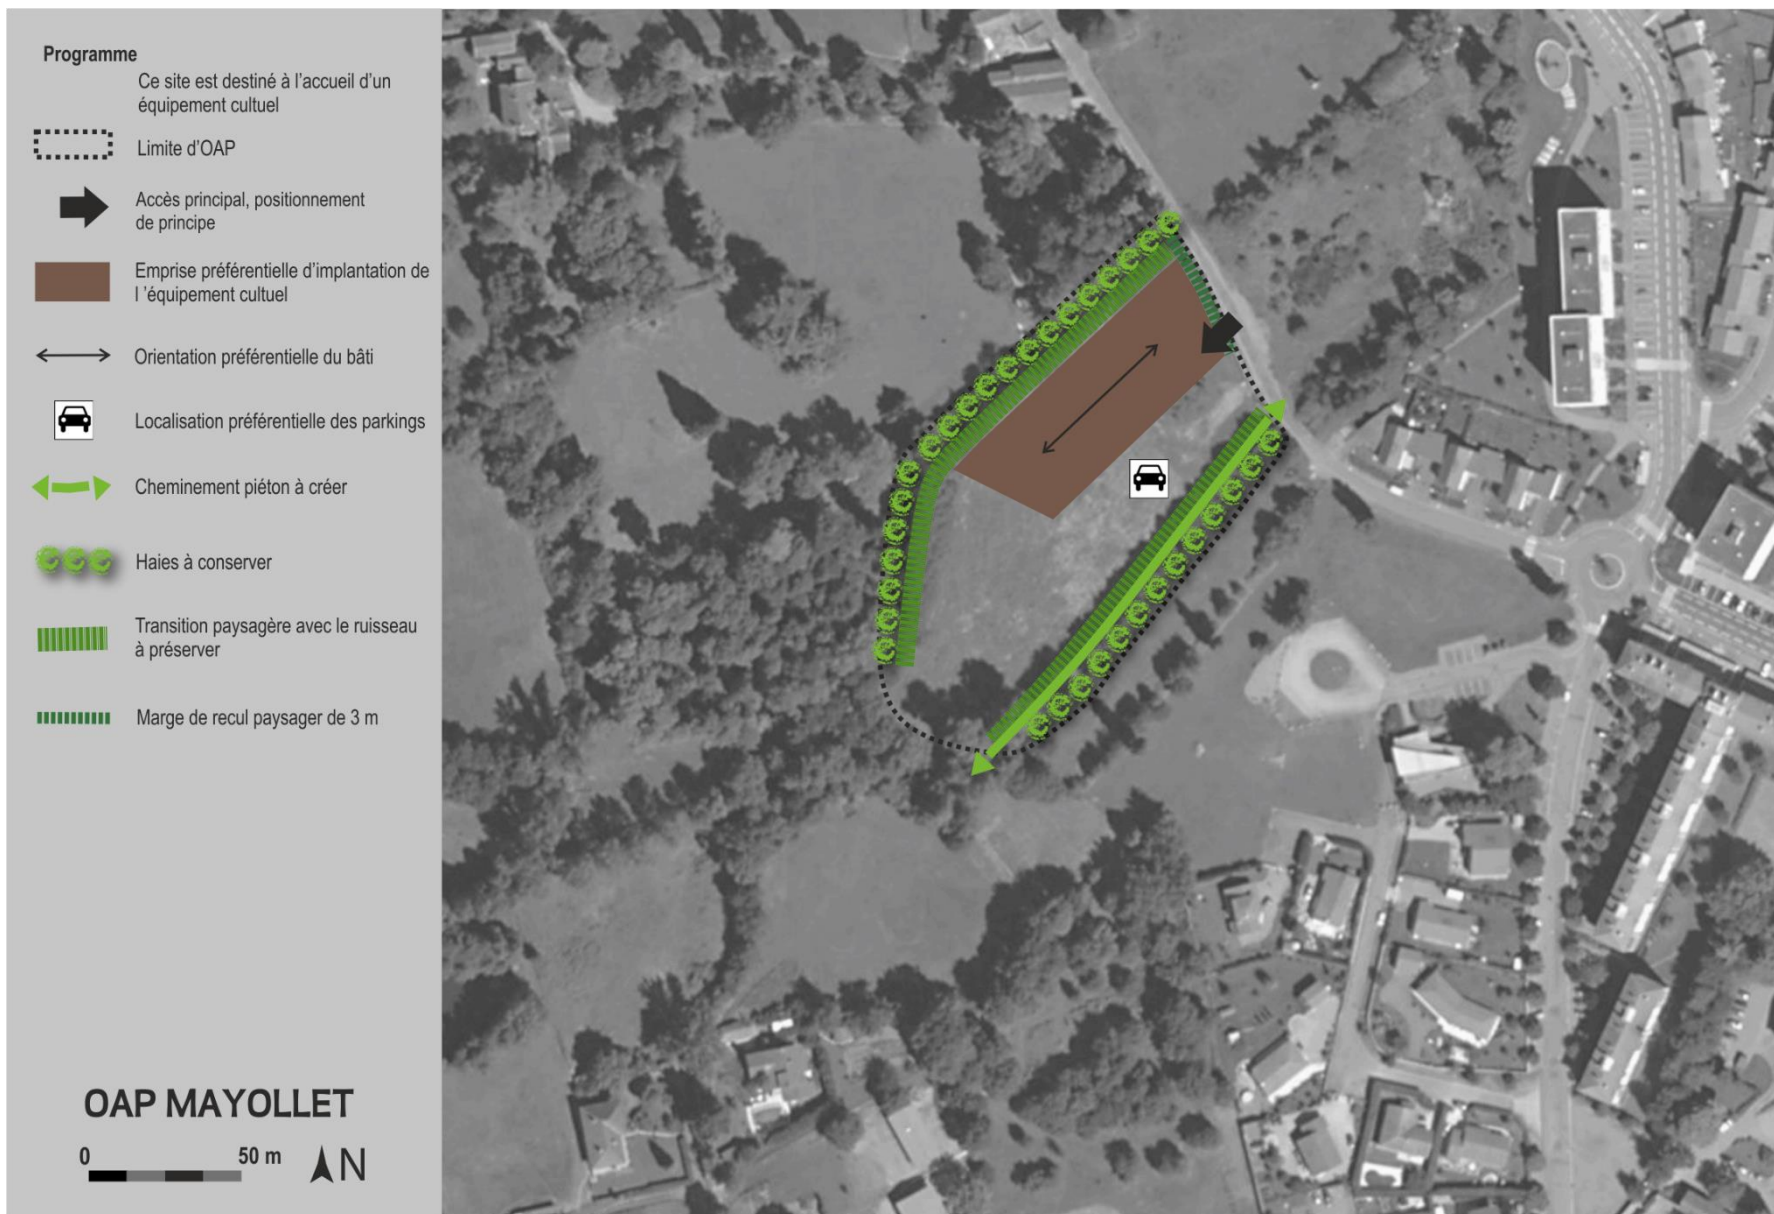 Programme
Ce site est destiné à l'accueil d'un
équipement cultuel
Limite d'OAP
Accès principal, positionnement
de principe
Emprise préférentielle d'implantation de
l 'équipement cultuel
Orientation préférentielle du bâti
Localisation préférentielle des parkings
Cheminement piéton à créer
Haies à conserver
Transition paysagère avec le ruisseau
à préserver
Marge de recul paysager de 3 m
OAP MAYOLLET
0 50 m
N